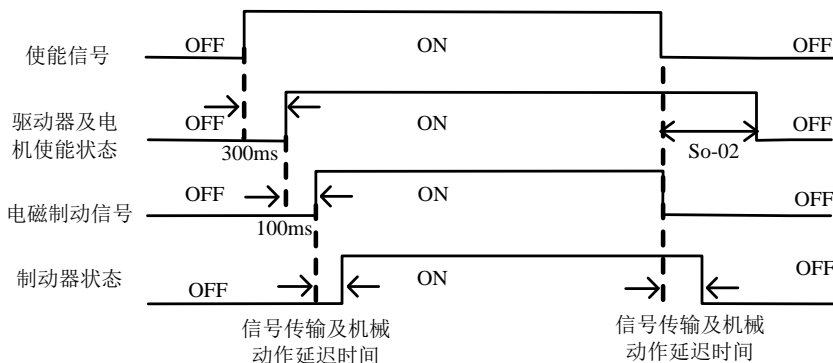 使能信号 OFF ON OFF
驱动器及电
机使能状态 OFF ON OFF
300ms So-02
电磁制动信号 OFF ON OFF
100ms
制动器状态 OFF ON OFF
信号传输及机械
动作延迟时间
信号传输及机械
动作延迟时间